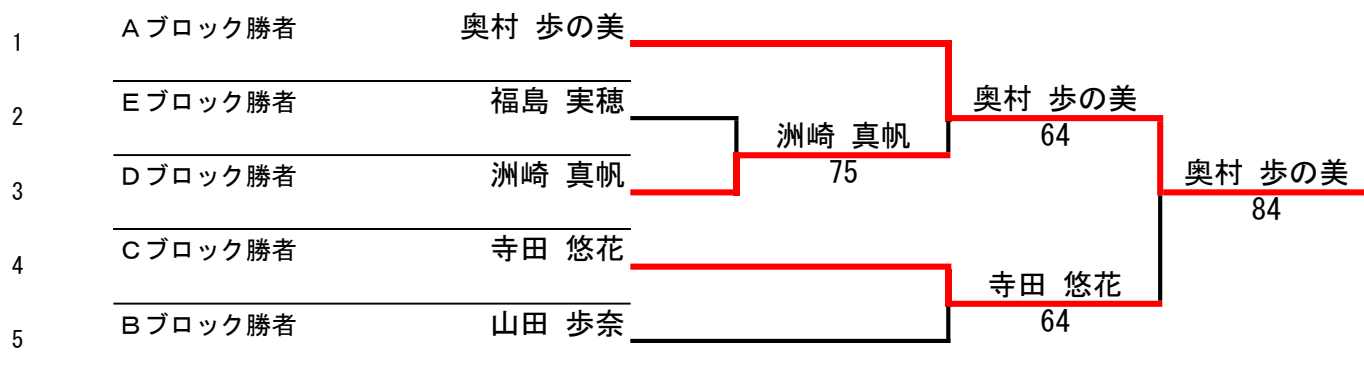 1 Aブロック勝者 奥村 歩の美
2 Eブロック勝者 福島 実穂
3 Dブロック勝者 洲崎 真帆
4 Cブロック勝者 寺田 悠花
5 Bブロック勝者 山田 歩奈
洲崎 真帆
75
奥村 歩の美
64
寺田 悠花
64
奥村 歩の美
84